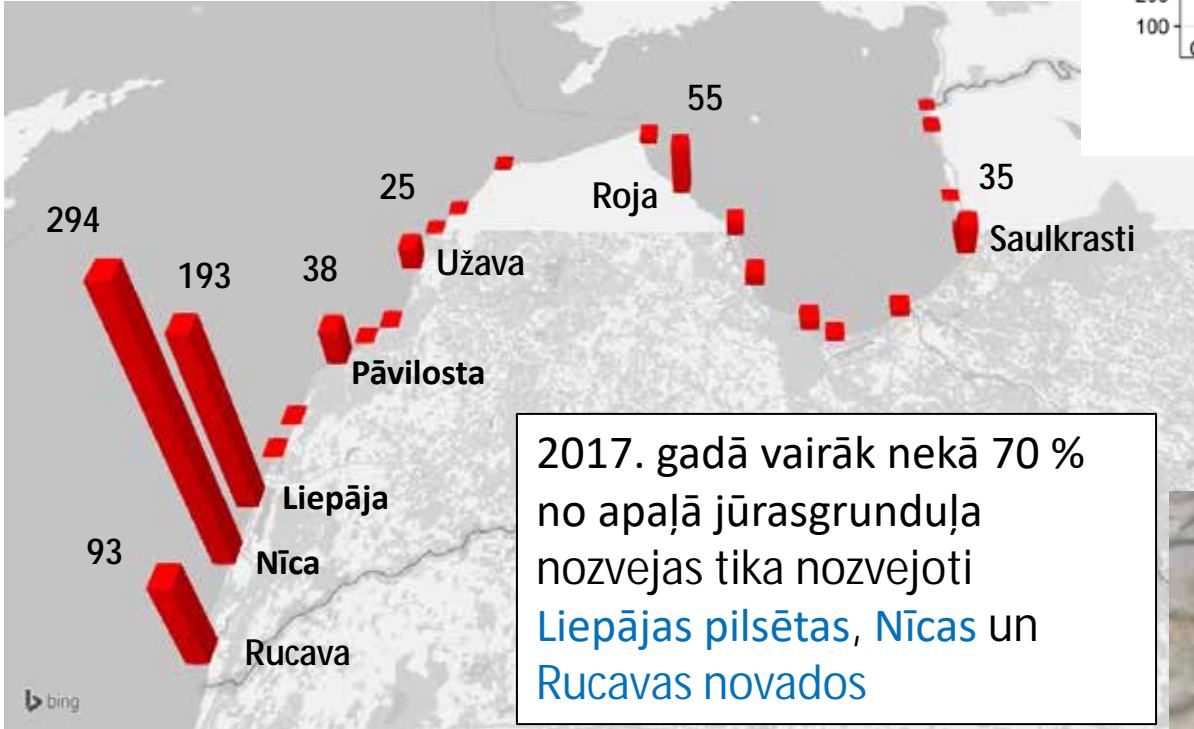 100
55
35
25
Roja
Saulkrasti
294
Užava
193
38
Pāvilosta
Liepāja
93
Nīca
Rucava
2017. gadā vairāk nekā 70 %
no apaļā jūrasgrunduļa
nozvejas tika nozvejoti
Liepājas pilsētas, Nīcas un
Rucavas novados
bing